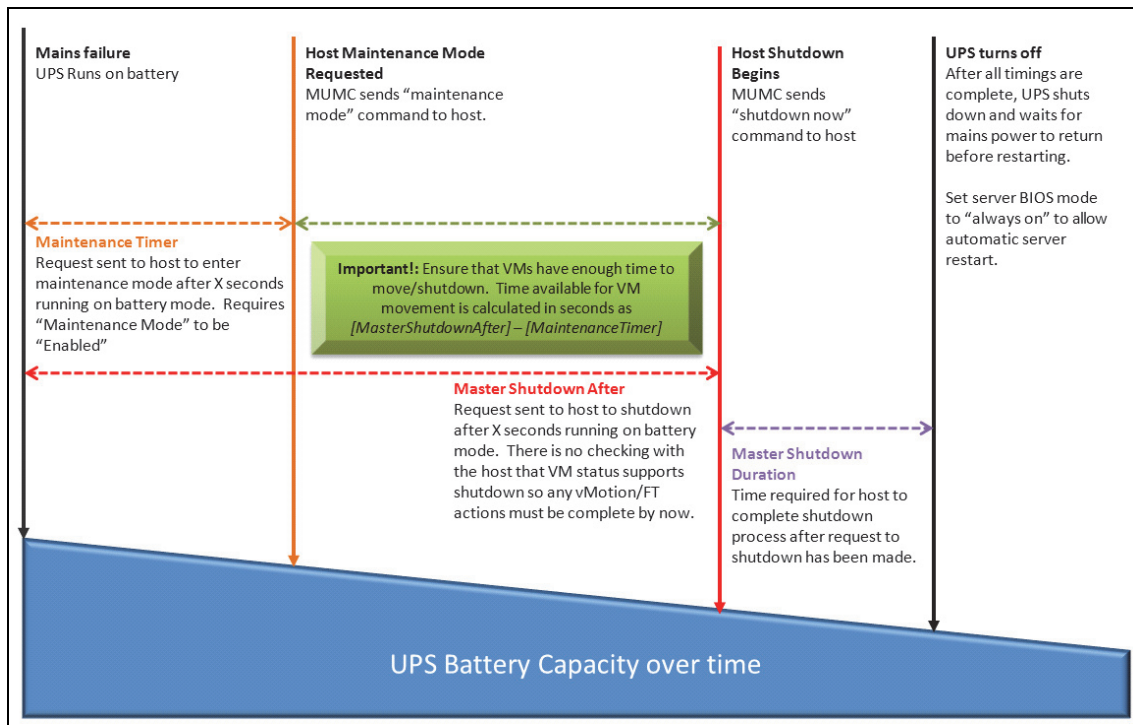 Mains failure
UPS Runs on battery
Host Maintenance Mode
Requested
MUMC sends “maintenance
mode” command to host.
Host Shutdown
Begins
MUMC sends
“shutdown now”
command to host
UPS turns off
After all timings are
complete, UPS shuts
down and waits for
mains power to return
before restarting.
Set server BIOS mode
to “always on” to allow
automatic server
restart.
Maintenance Timer
Request sent to host to enter
maintenance mode after X seconds
running on battery mode. Requires
“Maintenance Mode” to be
“Enabled”
Important!: Ensure that VMs have enough time to
move/shutdown. Time available for VM
movement is calculated in seconds as
[MasterShutdownAfter] – [MaintenanceTimer]
Master Shutdown After
Request sent to host to shutdown
after X seconds running on battery
mode. There is no checking with
the host that VM status supports
shutdown so any vMotion/FT
actions must be complete by now.
Master Shutdown
Duration
Time required for host to
complete shutdown
process after request to
shutdown has been made.
UPS Battery Capacity over time